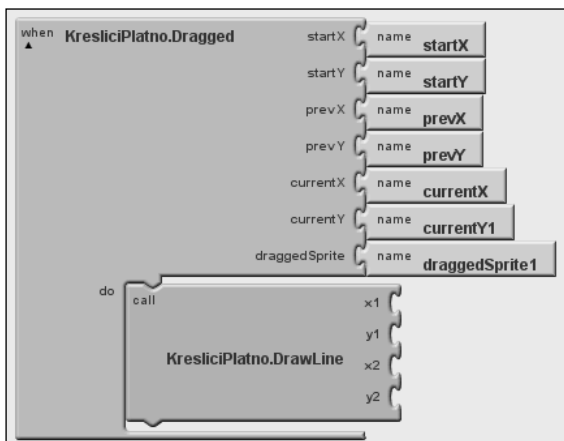 when KresliciPlatno.Dragged
startX name startX
startY name startY
prevX name prevX
prevY name prevY
currentX name currentX
currentY name currentY1
draggedSprite name draggedSprite1
do call
x1
y1
KresliciPlatno.DrawLine
x2
y2